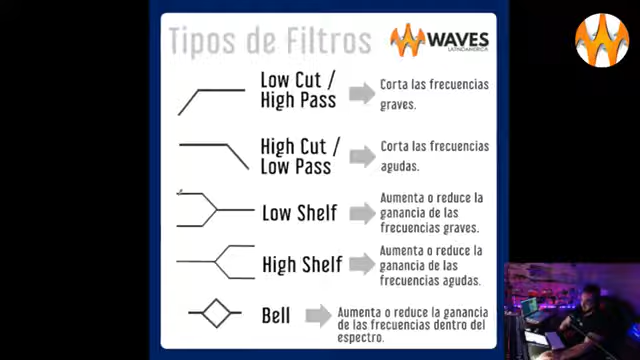 Tipos de Filtros
WAVES
LATINOAMERICA
Low Cut /
High Pass
Corta las frecuencias
graves.
High Cut /
Low Pass
Corta las frecuencias
agudas.
Low Shelf
Aumenta o reduce la
ganancia de las
frecuencias graves.
High Shelf
Aumenta o reduce la
ganancia de las
frecuencias agudas.
Bell
Aumenta o reduce la ganancia
de las frecuencias dentro del
espectro.